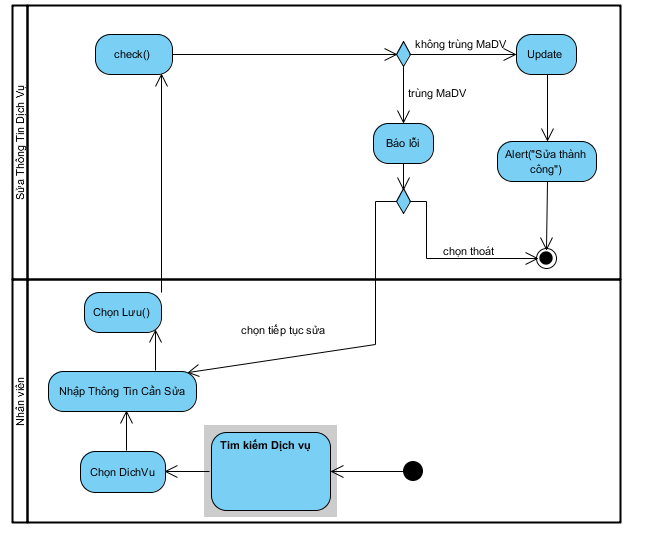 Sửa Thông Tin Dịch Vụ
check()
không trùng MaDV
Update
trùng MaDV
Báo lỗi
Alert("Sửa thành
công")
chọn thoát
Nhân viên
Chọn Lưu()
chọn tiếp tục sửa
Nhập Thông Tin Cần Sửa
Tìm kiếm Dịch vụ
Chọn DichVu